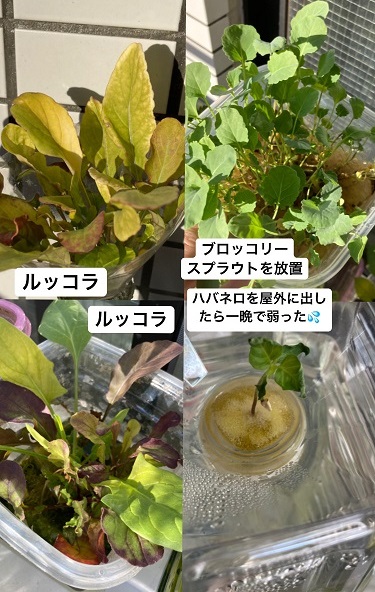 ルッコラ
ブロッコリー
スプラウトを放置
ルッコラ
ハバネロを屋外に出し
たら一晩で弱った💦